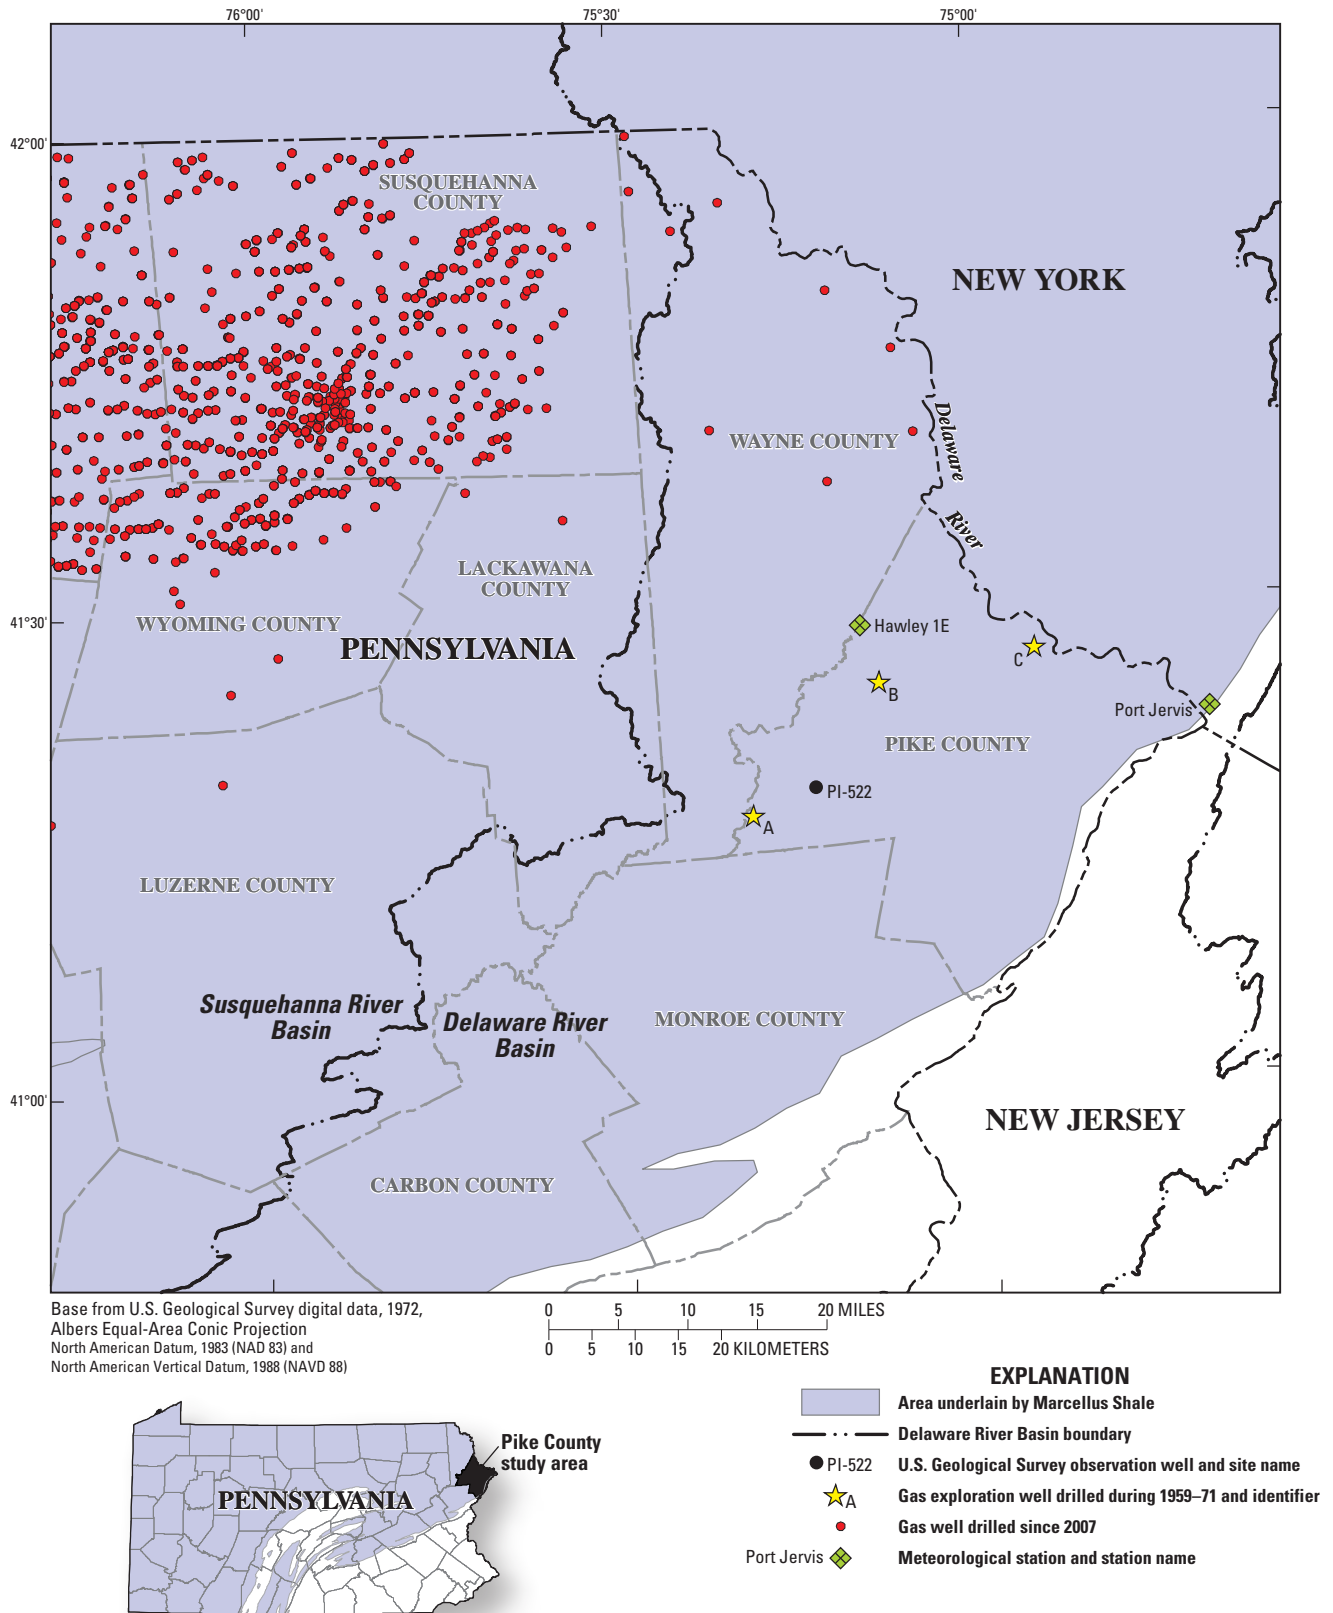 76°00'
75°30'
75°00'
42°00'
SUSQUEHANNA
COUNTY
NEW YORK
Delaware
River
WAYNE COUNTY
LACKAWANA
COUNTY
41°30'
WYOMING COUNTY
PENNSYLVANIA
Hawley 1E
C
B
Port Jervis
PIKE COUNTY
PI-522
A
LUZERNE COUNTY
Susquehanna River
Basin
Delaware River
Basin
MONROE COUNTY
41°00'
NEW JERSEY
CARBON COUNTY
Base from U.S. Geological Survey digital data, 1972,
Albers Equal-Area Conic Projection
North American Datum, 1983 (NAD 83) and
North American Vertical Datum, 1988 (NAVD 88)
0 5 10 15 20 MILES
0 5 10 15 20 KILOMETERS
EXPLANATION
Area underlain by Marcellus Shale
Delaware River Basin boundary
PI-522 U.S. Geological Survey observation well and site name
A Gas exploration well drilled during 1959–71 and identifier
Gas well drilled since 2007
Port Jervis Meteorological station and station name
Pike County
study area
PENNSYLVANIA